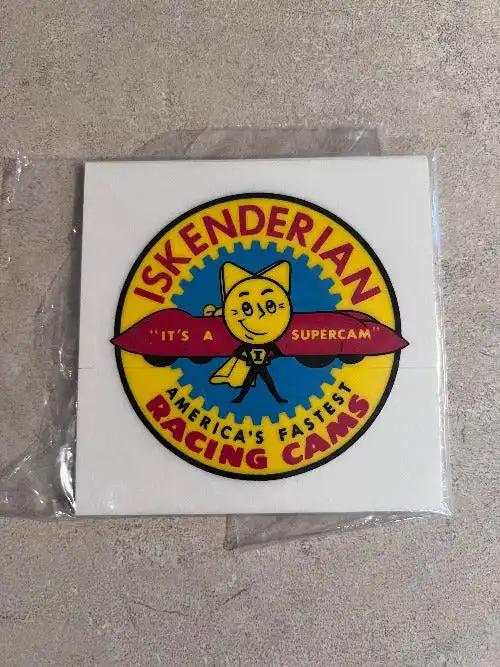 ISKENDERIAN
"IT'S A SUPERCAM"
I
AMERICA'S FASTEST
RACING CAMS